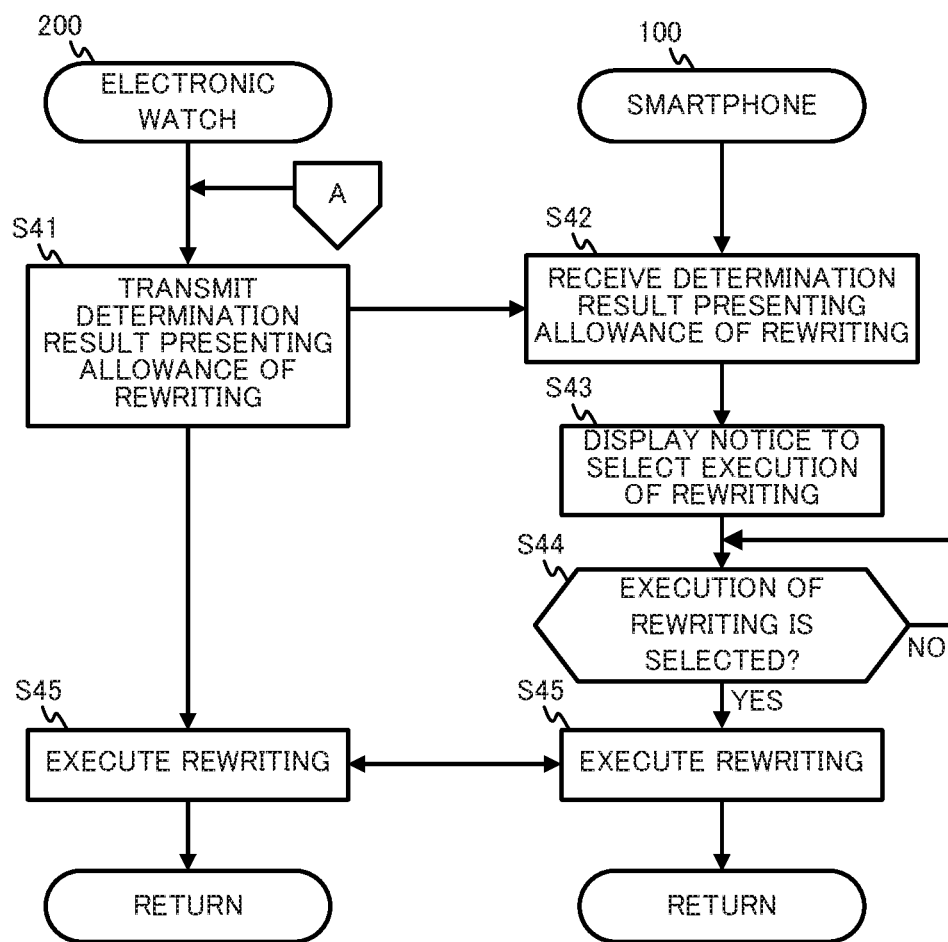 200
ELECTRONIC
WATCH
100
SMARTPHONE
A
S41
TRANSMIT
DETERMINATION
RESULT PRESENTING
ALLOWANCE OF
REWRITING
S42
RECEIVE DETERMINATION
RESULT PRESENTING
ALLOWANCE OF REWRITING
S43
DISPLAY NOTICE TO
SELECT EXECUTION
OF REWRITING
S44
EXECUTION OF
REWRITING IS
SELECTED?
NO
YES
S45
EXECUTE REWRITING
S45
EXECUTE REWRITING
RETURN
RETURN